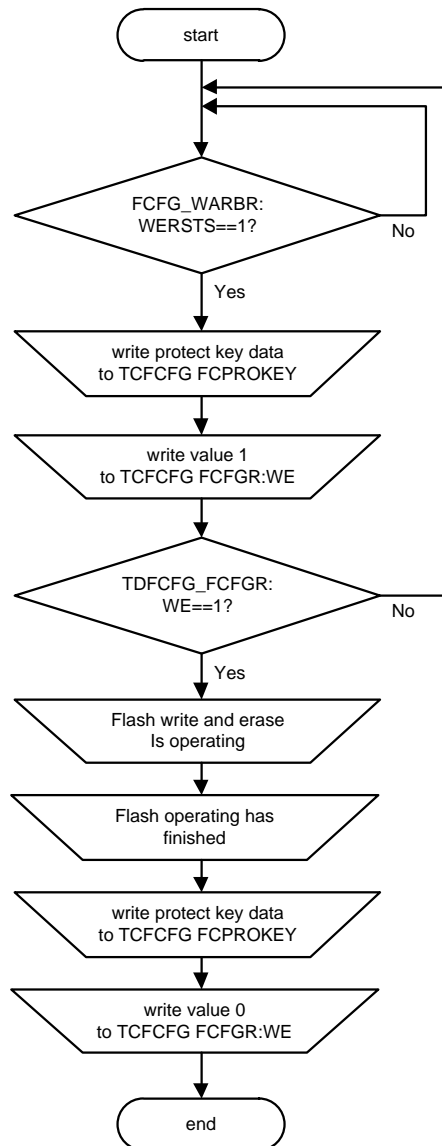 start
FCFG_WARBR:
WERSTS==1?
No
Yes
write protect key data
to TCFCFG FCPROKEY
write value 1
to TCFCFG FCFGR:WE
TDFCFG_FCFGR:
WE==1?
No
Yes
Flash write and erase
Is operating
Flash operating has
finished
write protect key data
to TCFCFG FCPROKEY
write value 0
to TCFCFG FCFGR:WE
end